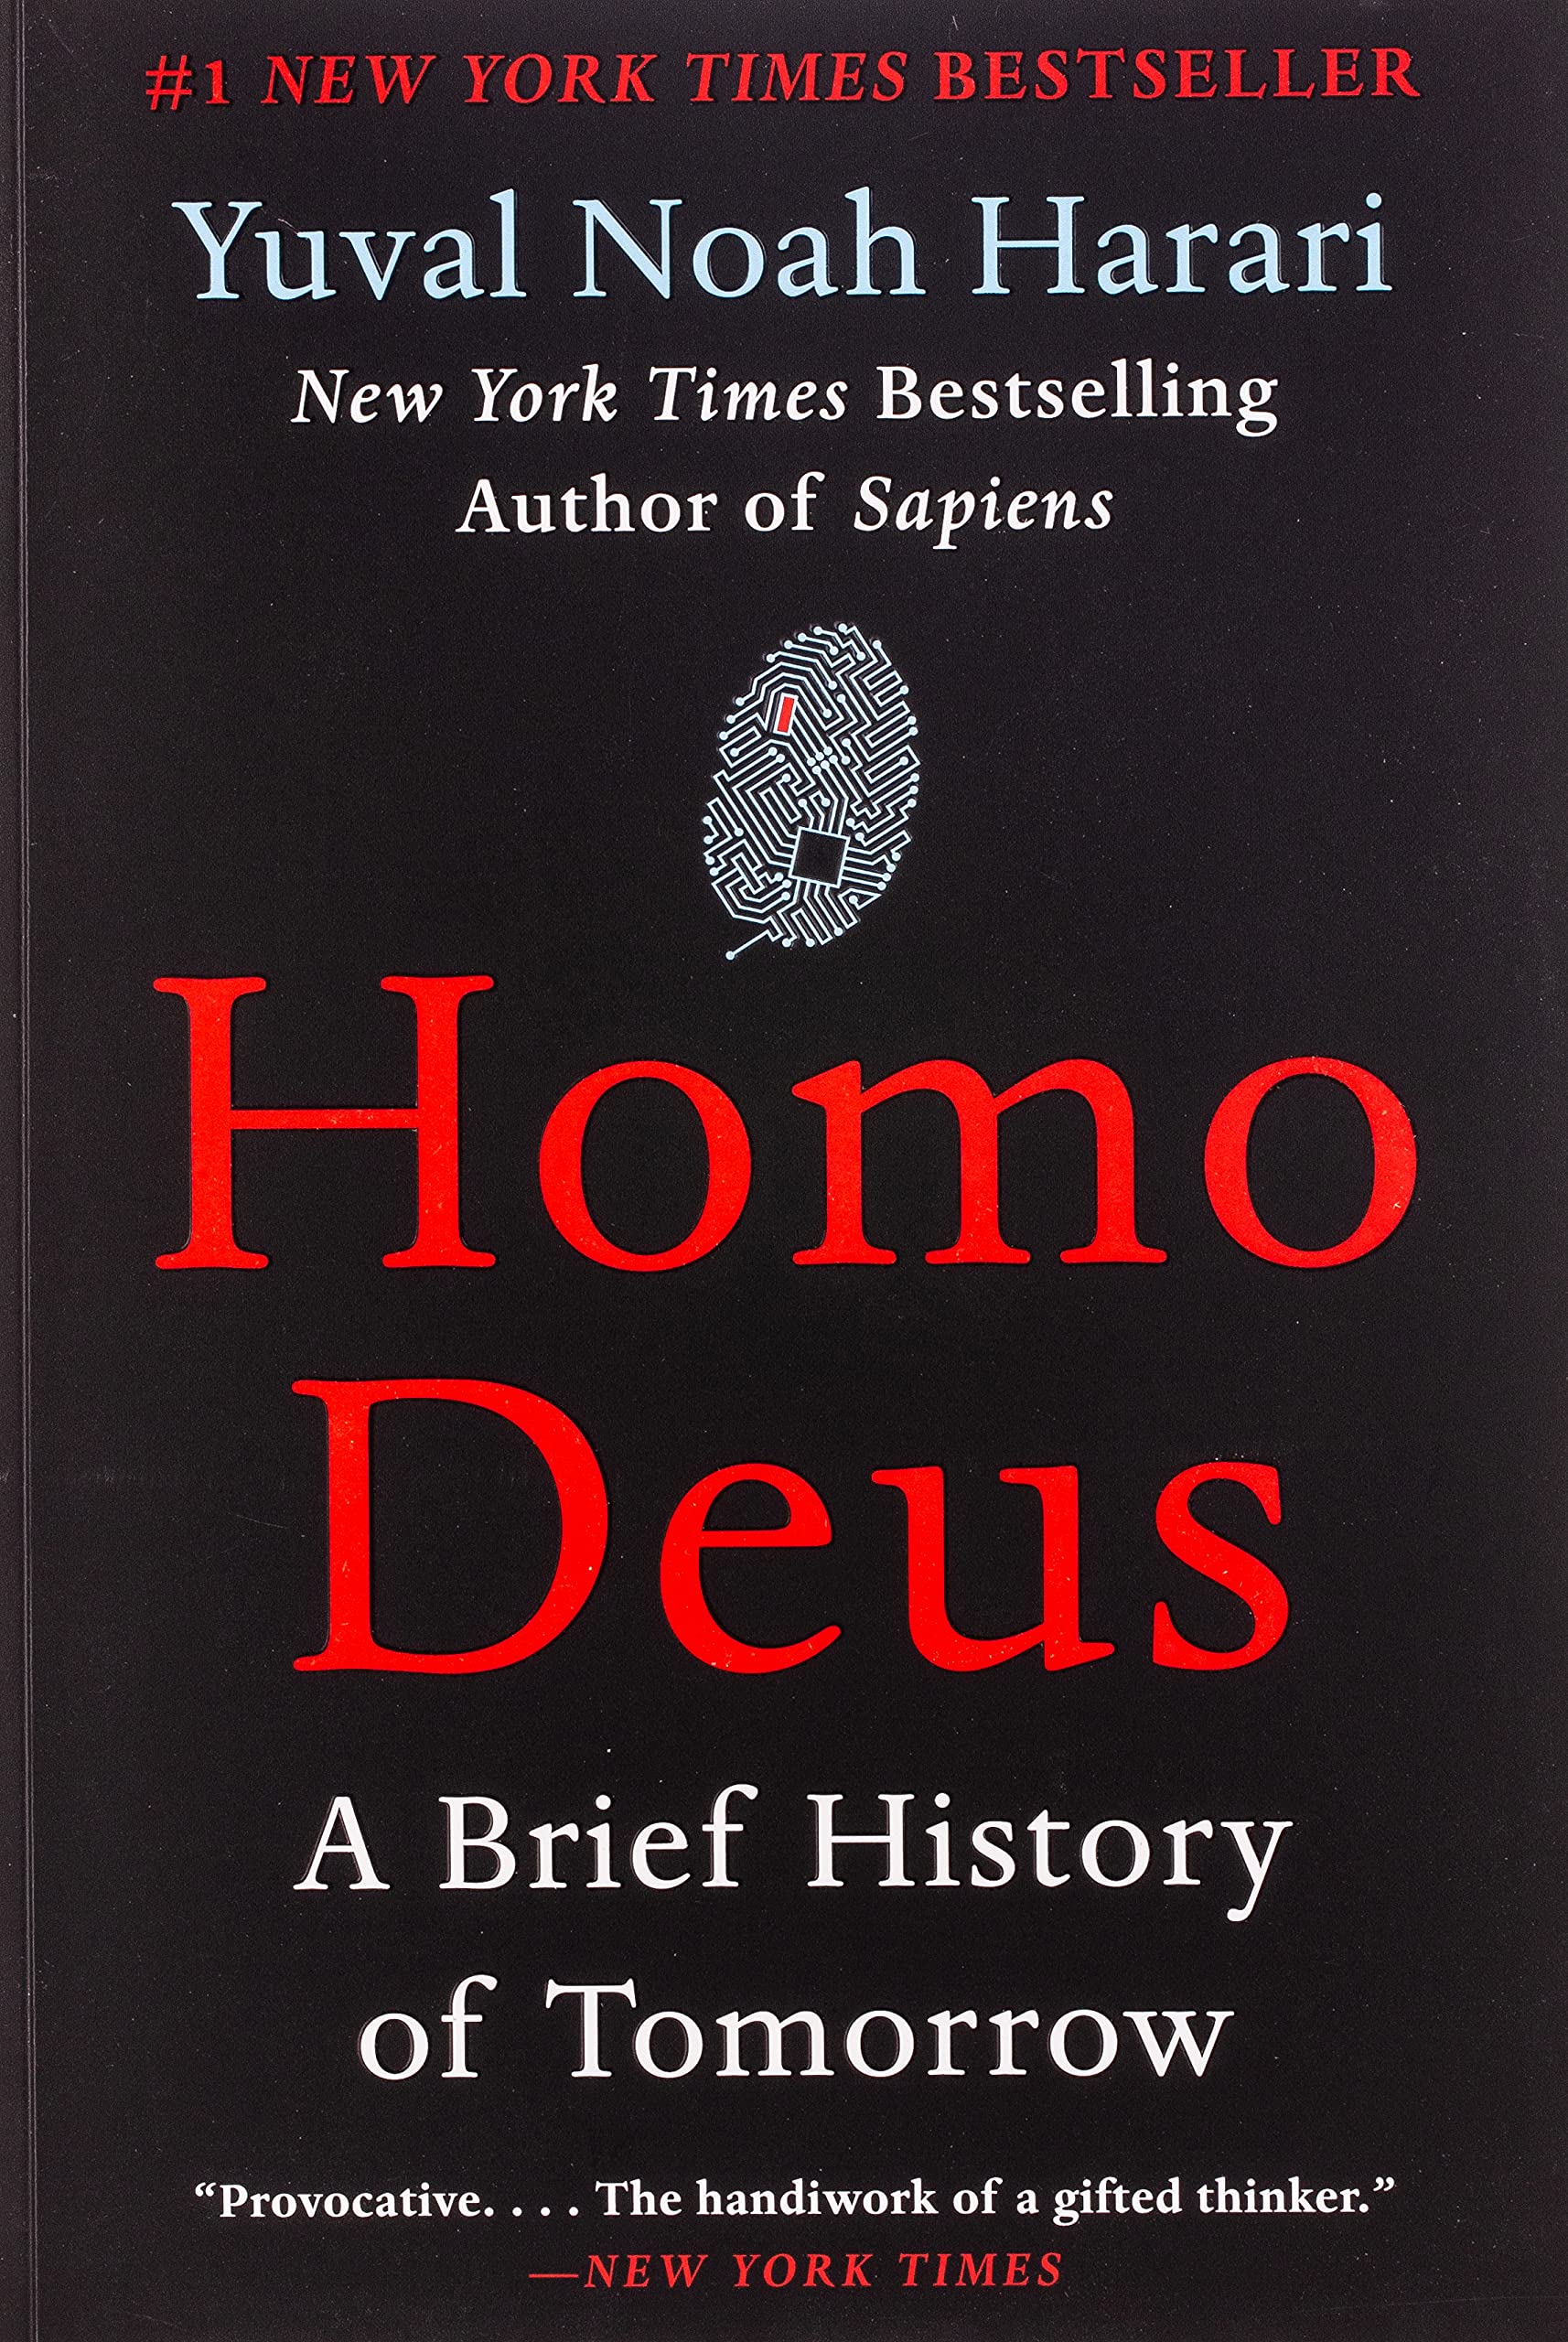 #1 NEW YORK TIMES BESTSELLER
Yuval Noah Harari
New York Times Bestselling
Author of Sapiens
Homo
Deus
A Brief History
of Tomorrow
“Provocative. . . . The handiwork of a gifted thinker.”
—NEW YORK TIMES